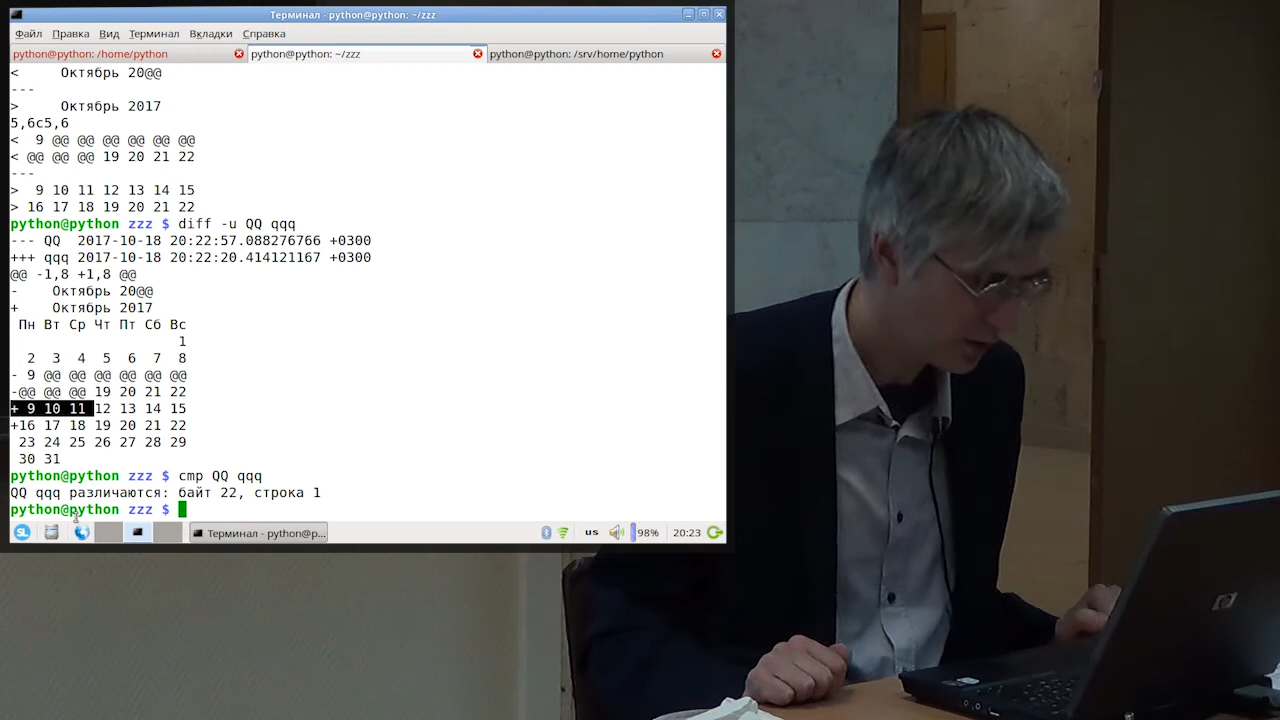 Терминал - python@python: ~/zzz
Файл Правка Вид Терминал Вкладки Справка
python@python: /home/python python@python: ~/zzz python@python: /srv/home/python
<     Октябрь 20@@
---
>     Октябрь 2017
5,6c5,6
<  9 @@ @@ @@ @@ @@ @@
< @@ @@ @@ 19 20 21 22
---
>  9 10 11 12 13 14 15
> 16 17 18 19 20 21 22
python@python zzz $ diff -u QQ qqq
--- QQ  2017-10-18 20:22:57.088276766 +0300
+++ qqq 2017-10-18 20:22:20.414121167 +0300
@@ -1,8 +1,8 @@
-    Октябрь 20@@
+    Октябрь 2017
 Пн Вт Ср Чт Пт Сб Вс
                    1
  2  3  4  5  6  7  8
- 9 @@ @@ @@ @@ @@ @@
-@@ @@ @@ 19 20 21 22
+ 9 10 11 12 13 14 15
+16 17 18 19 20 21 22
 23 24 25 26 27 28 29
 30 31
python@python zzz $ cmp QQ qqq
QQ qqq различаются: байт 22, строка 1
python@python zzz $
SL Терминал - python@p... us 98% 20:23
hp